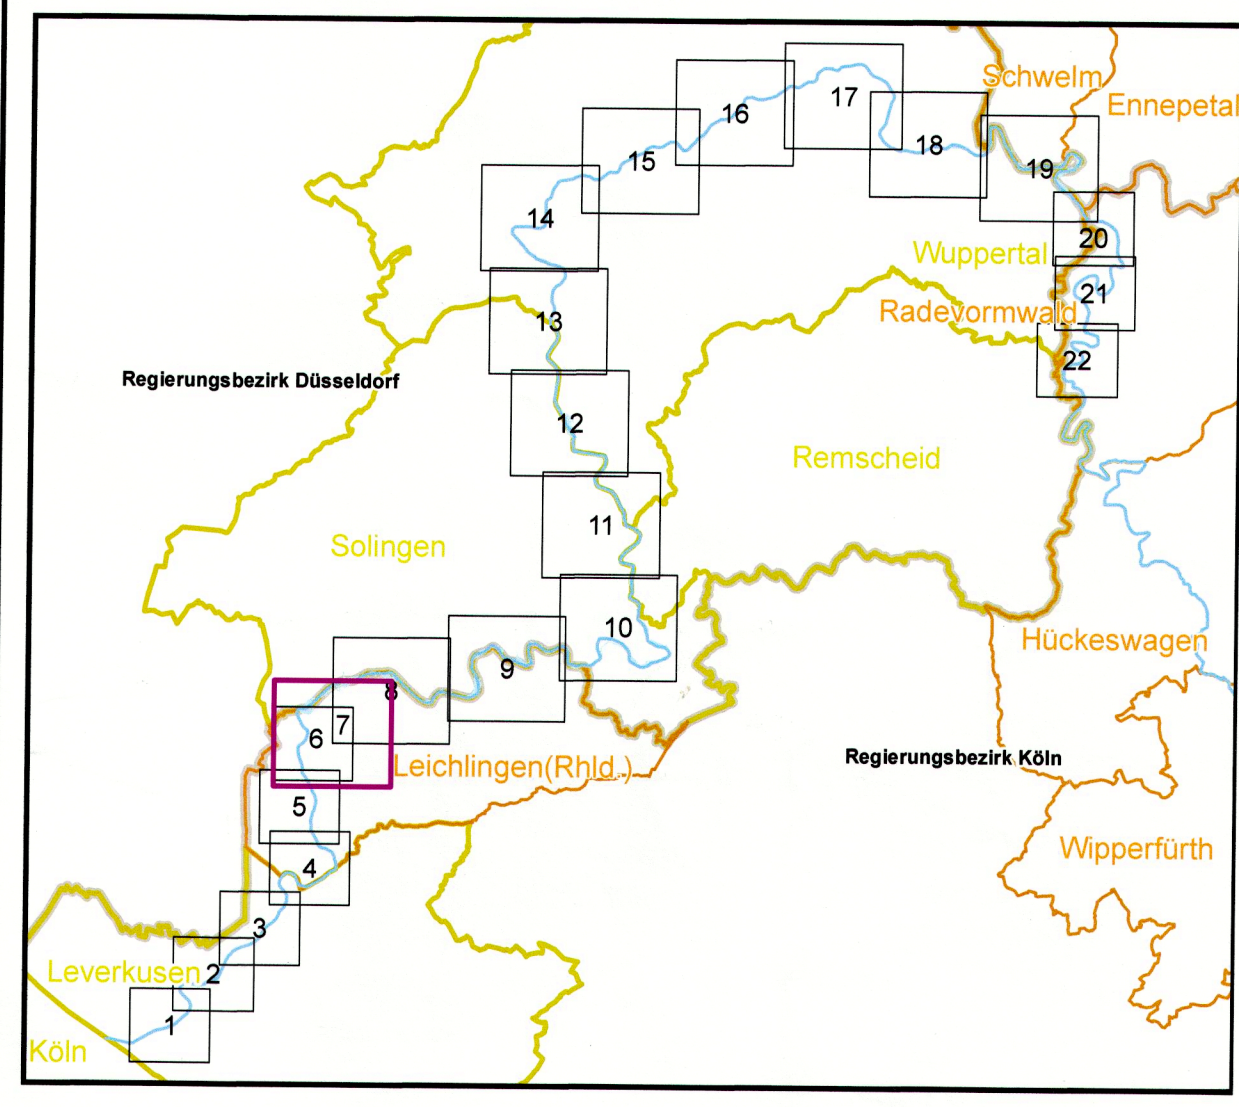 Schwelm
Ennepetal
17
16
18
15
19
14
20
Wuppertal
21
Radevormwald
13
22
Regierungsbezirk Düsseldorf
12
Remscheid
11
Solingen
10
Hückeswagen
9
8
7
6
Regierungsbezirk Köln
Leichlingen(Rhld.)
5
Wipperfürth
4
3
Leverkusen
2
1
Köln